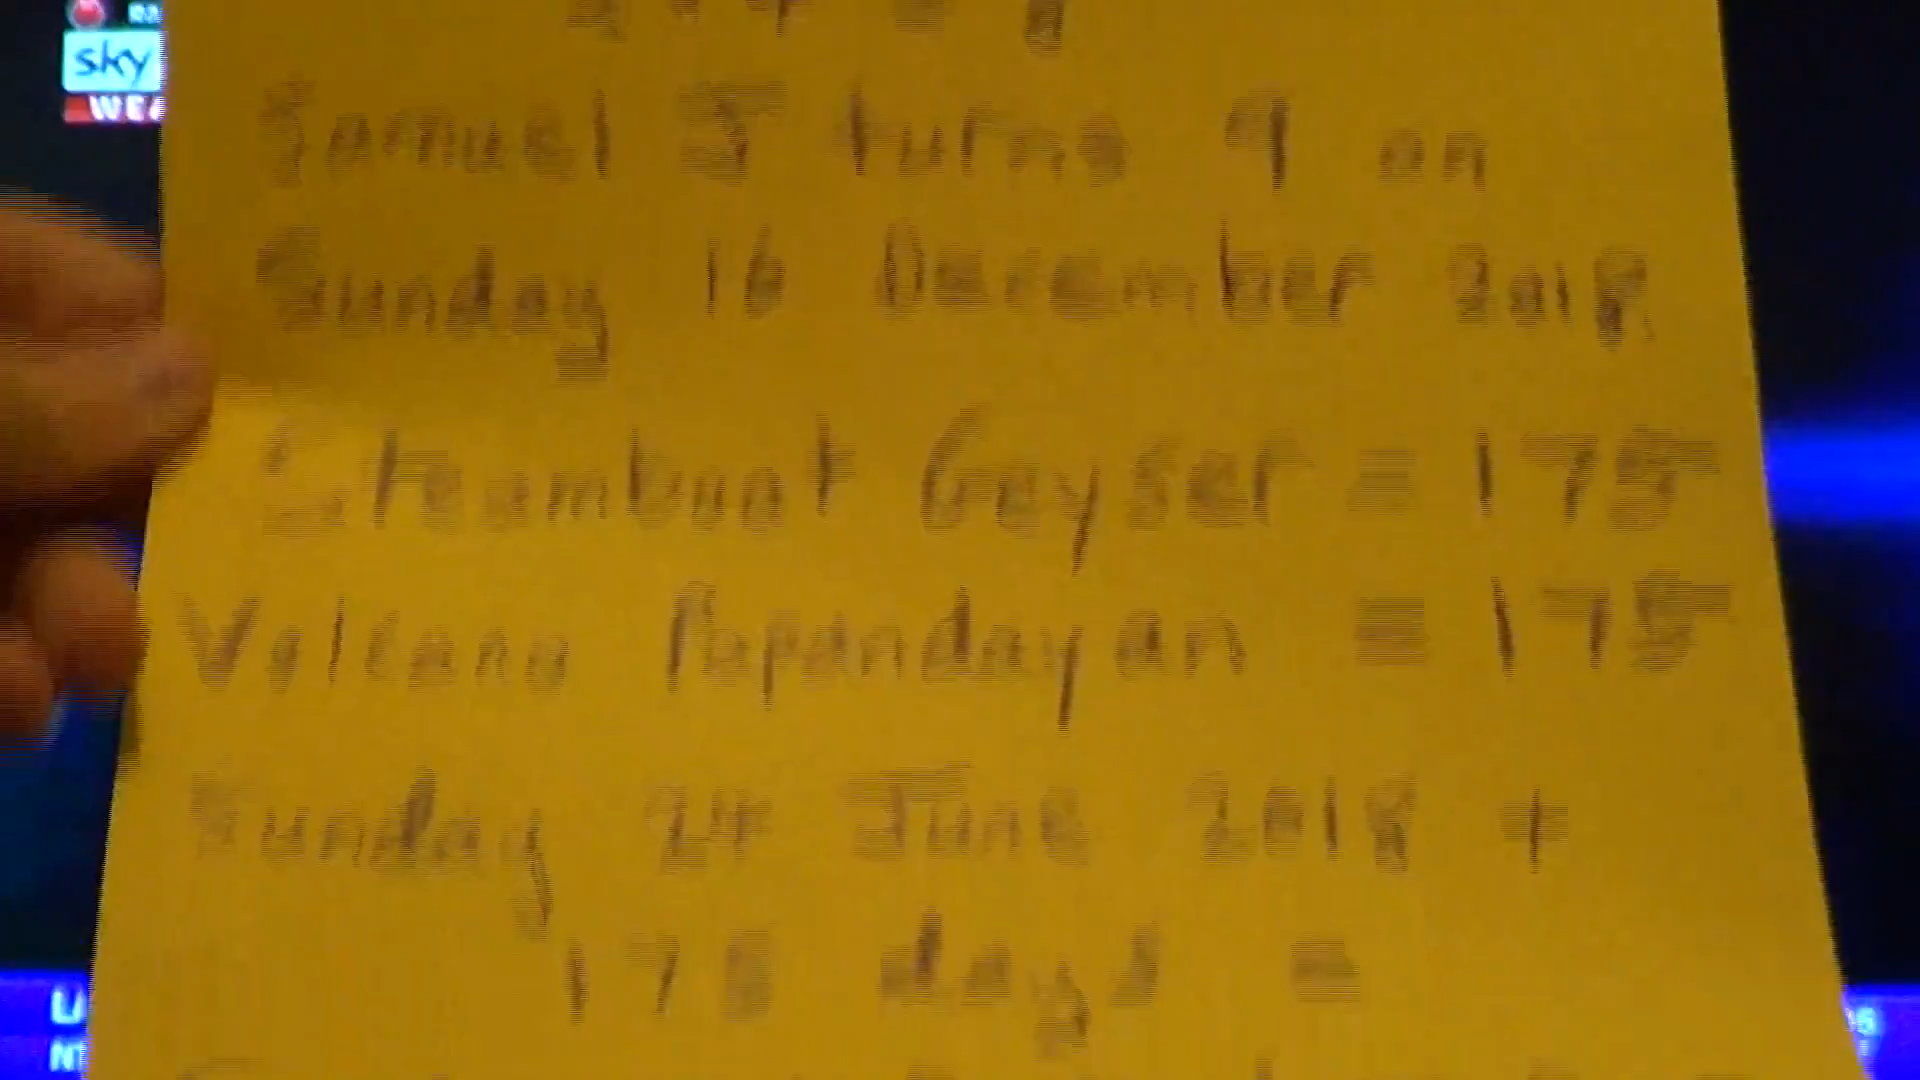 sky
Samuel J turns 9 on
Sunday 16 December 2018.
Steamboat Geyser = 175
Volcano Papandayan = 175
Sunday 24 June 2018 +
175 days =